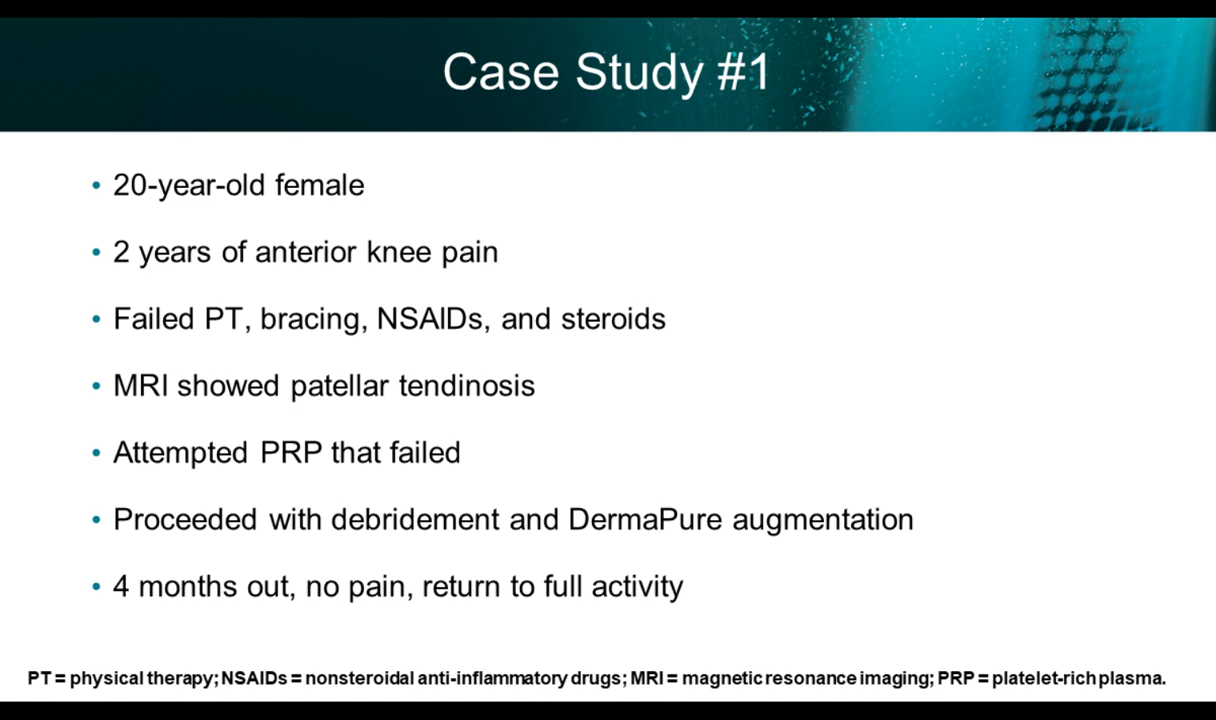 Case Study #1
• 20-year-old female
• 2 years of anterior knee pain
• Failed PT, bracing, NSAIDs, and steroids
• MRI showed patellar tendinosis
• Attempted PRP that failed
• Proceeded with debridement and DermaPure augmentation
• 4 months out, no pain, return to full activity
PT = physical therapy; NSAIDs = nonsteroidal anti-inflammatory drugs; MRI = magnetic resonance imaging; PRP = platelet-rich plasma.